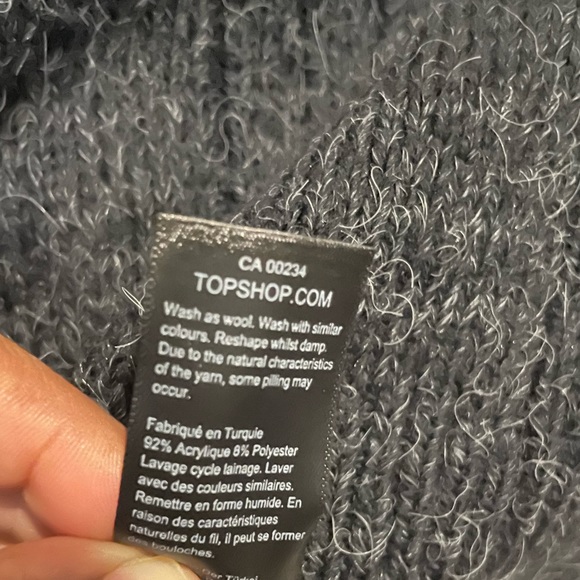 CA 00234
TOPSHOP.COM
Wash as wool. Wash with similar
colours. Reshape whilst damp.
Due to the natural characteristics
of the yarn, some pilling may
occur.
Fabriqué en Turquie
92% Acrylique 8% Polyester
Lavage cycle lainage. Laver
avec des couleurs similaires.
Remettre en forme humide. En
raison des caractéristiques
naturelles du fil, il peut se former
des bouloches.